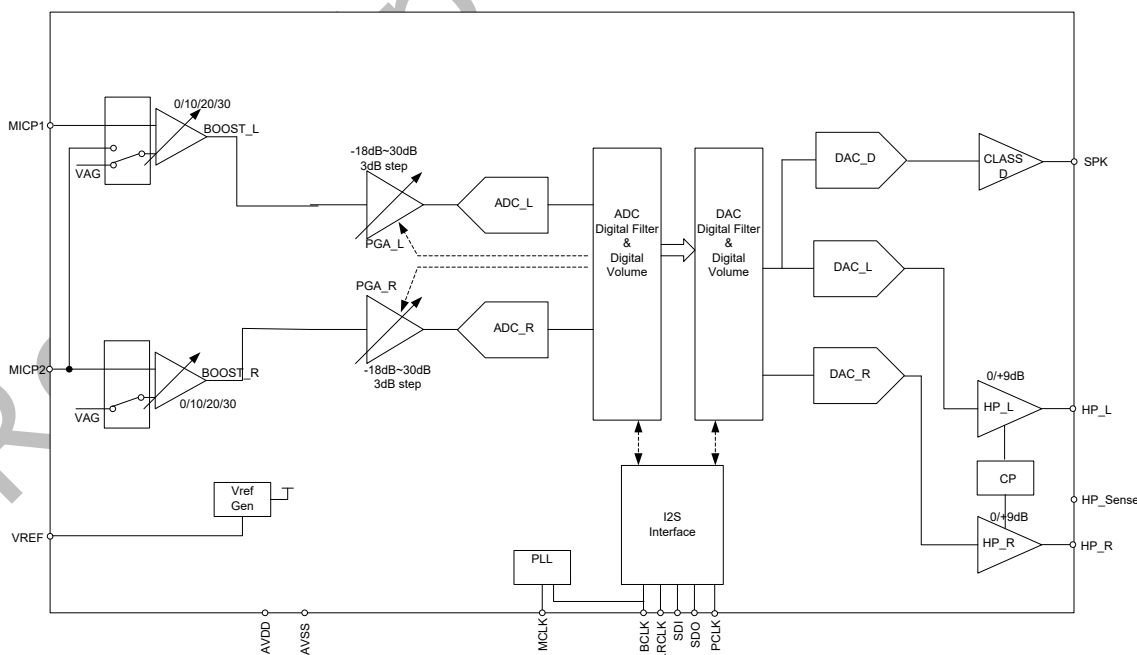 0/10/20/30
MICP1
BOOST_L
VAG
-18dB~30dB
3dB step
PGA_L
ADC_L
ADC
Digital Filter
&
Digital
Volume
DAC
Digital Filter
&
Digital
Volume
DAC_D
CLASS
D
SPK
DAC_L
PGA_R
ADC_R
-18dB~30dB
3dB step
MICP2
BOOST_R
0/10/20/30
VAG
DAC_R
0/+9dB
HP_L
HP_L
CP
HP_Sense
0/+9dB
HP_R
HP_R
Vref
Gen
VREF
I2S
Interface
PLL
AVDD
AVSS
MCLK
BCLK
.RCLK
SDI
SDO
PCLK